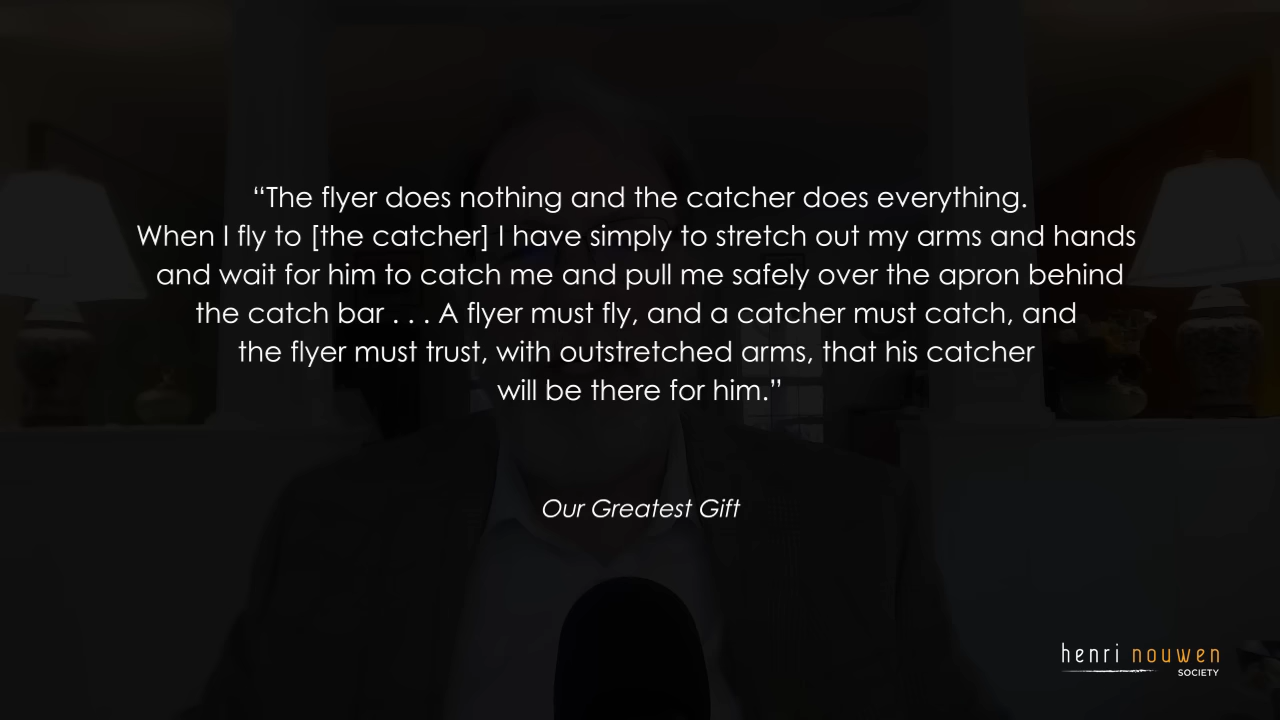 “The flyer does nothing and the catcher does everything.
When I fly to [the catcher] I have simply to stretch out my arms and hands
and wait for him to catch me and pull me safely over the apron behind
the catch bar . . . A flyer must fly, and a catcher must catch, and
the flyer must trust, with outstretched arms, that his catcher
will be there for him.”
Our Greatest Gift
henri nouwen
SOCIETY